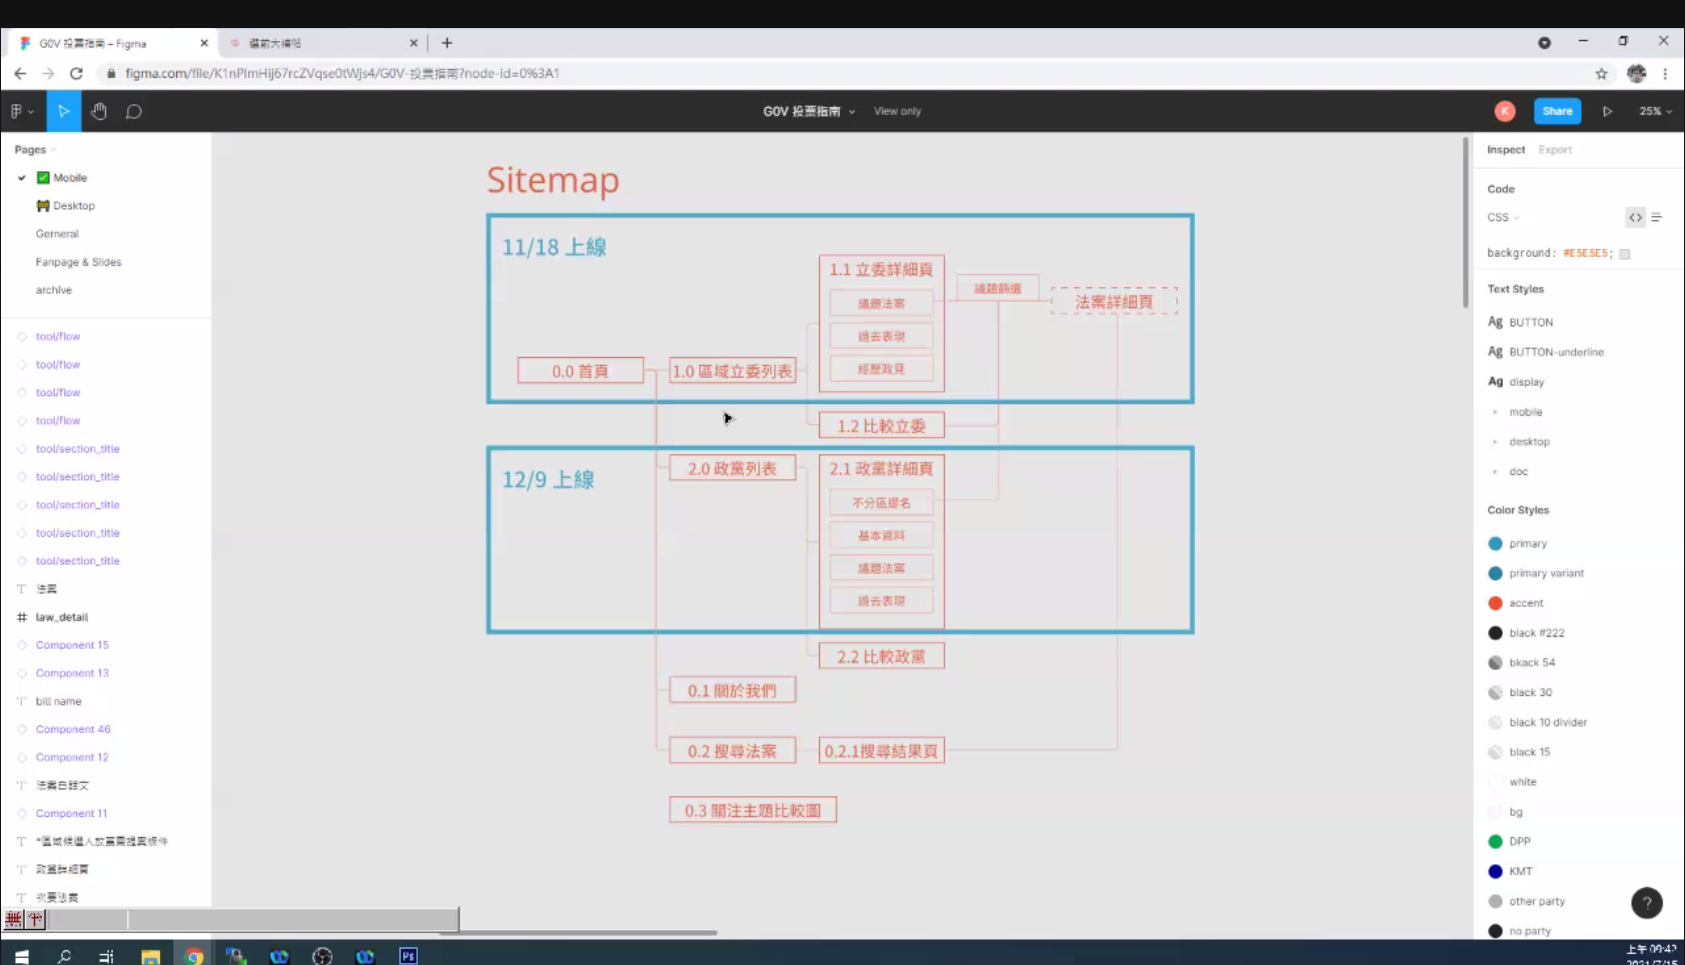 G0V 投票指南 – Figma
選前大補帖
figma.com/file/K1nPImHij67rcZVqse0tWjs4/G0V-投票指南?node-id=0%3A1
G0V 投票指南
View only
K
Share
25%
Pages
Mobile
Desktop
Gerneral
Fanpage & Slides
archive
tool/flow
tool/flow
tool/flow
tool/flow
tool/section_title
tool/section_title
tool/section_title
tool/section_title
tool/section_title
法案
law_detail
Component 15
Component 13
bill name
Component 46
Component 12
法案白話文
Component 11
*區域候選人放黨團提案條件
政黨詳細頁
次要法案
Sitemap
11/18 上線
1.1 立委詳細頁
議題法案
過去表現
經歷政見
議題篩選
法案詳細頁
0.0 首頁
1.0 區域立委列表
1.2 比較立委
12/9 上線
2.0 政黨列表
2.1 政黨詳細頁
不分區提名
基本資料
議題法案
過去表現
2.2 比較政黨
0.1 關於我們
0.2 搜尋法案
0.2.1搜尋結果頁
0.3 關注主題比較圖
Inspect
Export
Code
CSS
background: #E5E5E5;
Text Styles
Ag BUTTON
Ag BUTTON-underline
Ag display
mobile
desktop
doc
Color Styles
primary
primary variant
accent
black #222
bkack 54
black 30
black 10 divider
black 15
white
bg
DPP
KMT
other party
no party
?
Ps
上午 09:42
2021/7/15